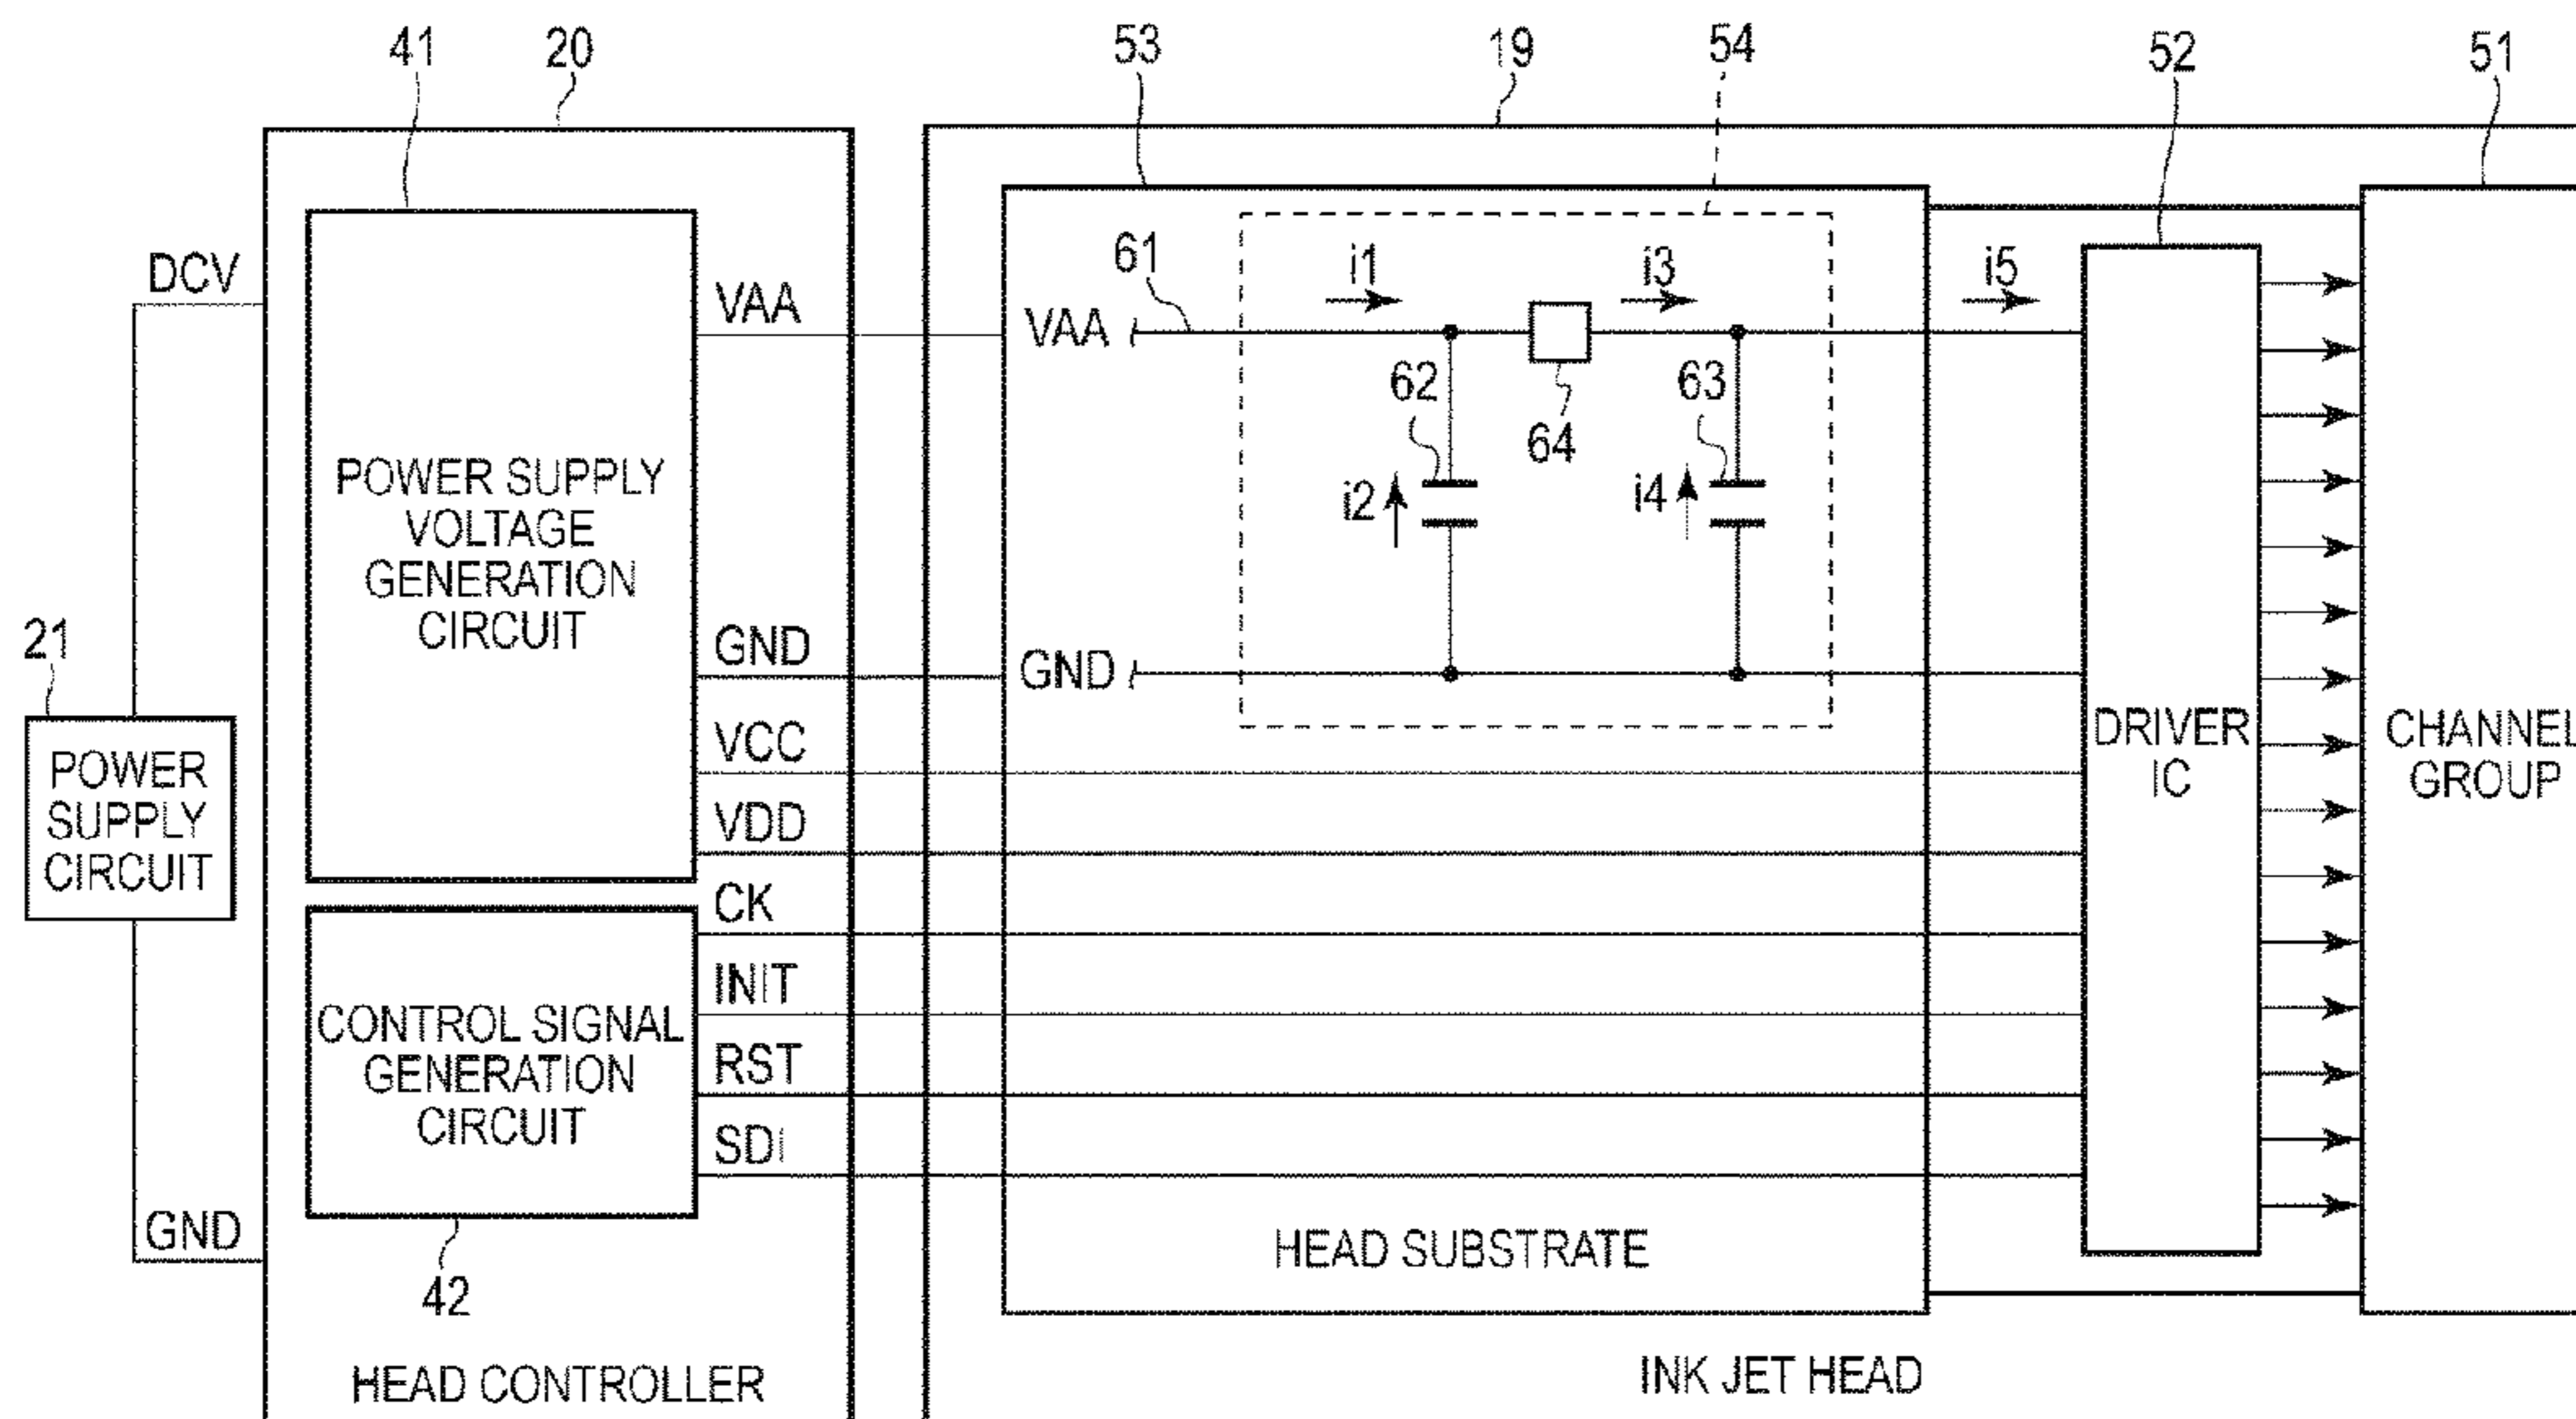 41
20
53
19
54
52
51
DCV
VAA
61
i1
i3
i5
VAA
62
63
64
POWER SUPPLY
VOLTAGE
GENERATION
CIRCUIT
i2
i4
21
GND
GND
POWER
SUPPLY
CIRCUIT
VCC
DRIVER
IC
CHANNEL
GROUP
VDD
CK
INIT
CONTROL SIGNAL
GENERATION
CIRCUIT
RST
SDI
GND
42
HEAD SUBSTRATE
HEAD CONTROLLER
INK JET HEAD